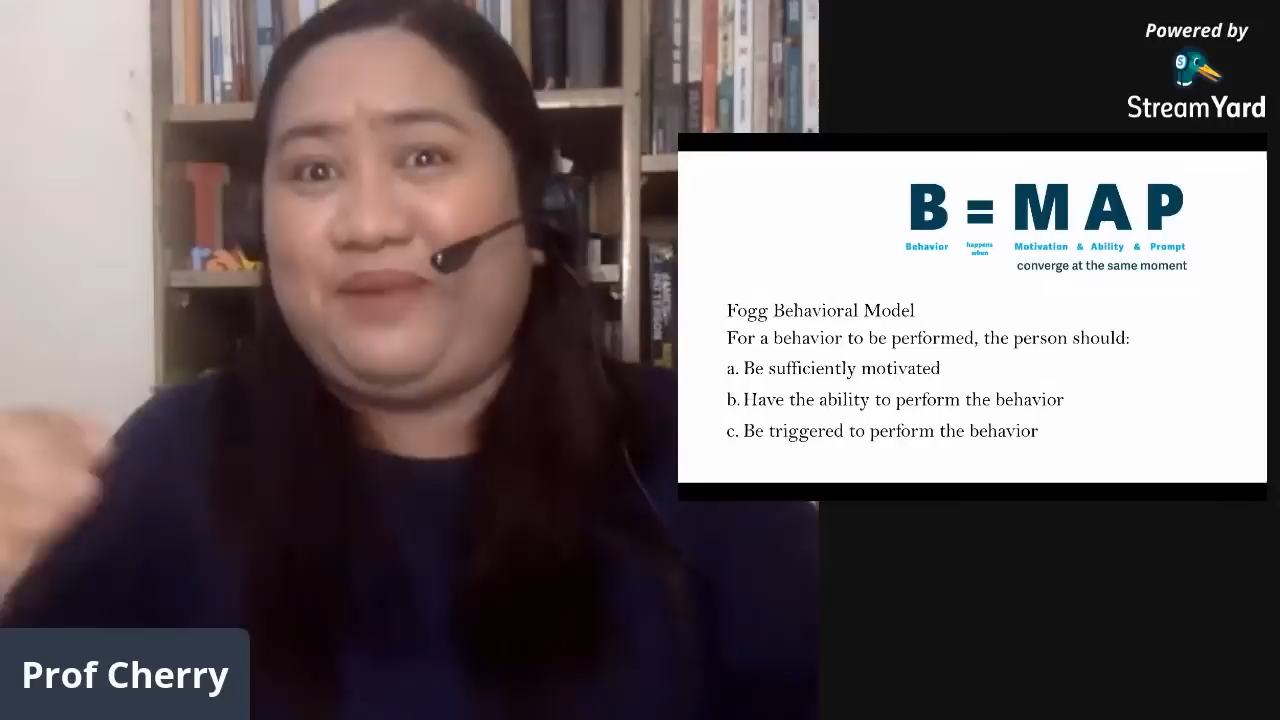 Powered by
StreamYard
B = M A P
Behavior happens when Motivation & Ability & Prompt
converge at the same moment
Fogg Behavioral Model
For a behavior to be performed, the person should:
a. Be sufficiently motivated
b. Have the ability to perform the behavior
c. Be triggered to perform the behavior
JAMES PATTERSON
Prof Cherry